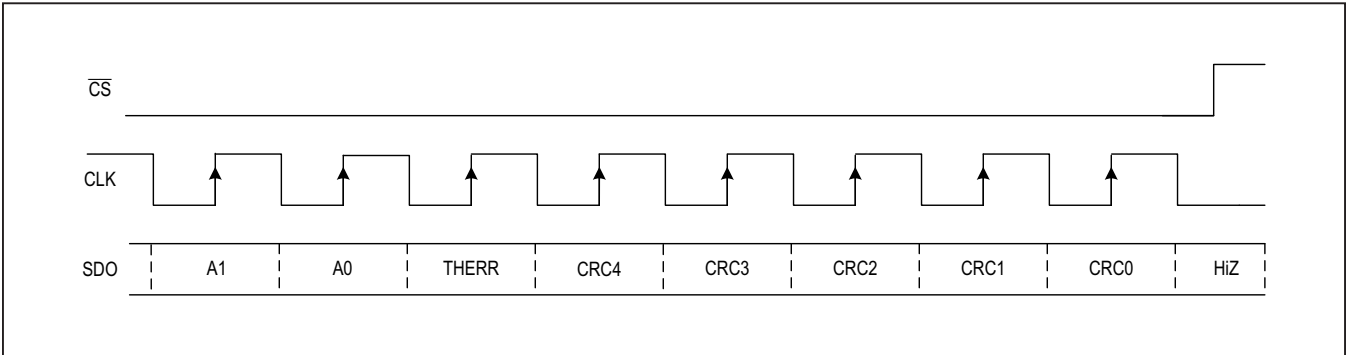 CS
CLK
SDO A1 A0 THERR CRC4 CRC3 CRC2 CRC1 CRC0 HiZ